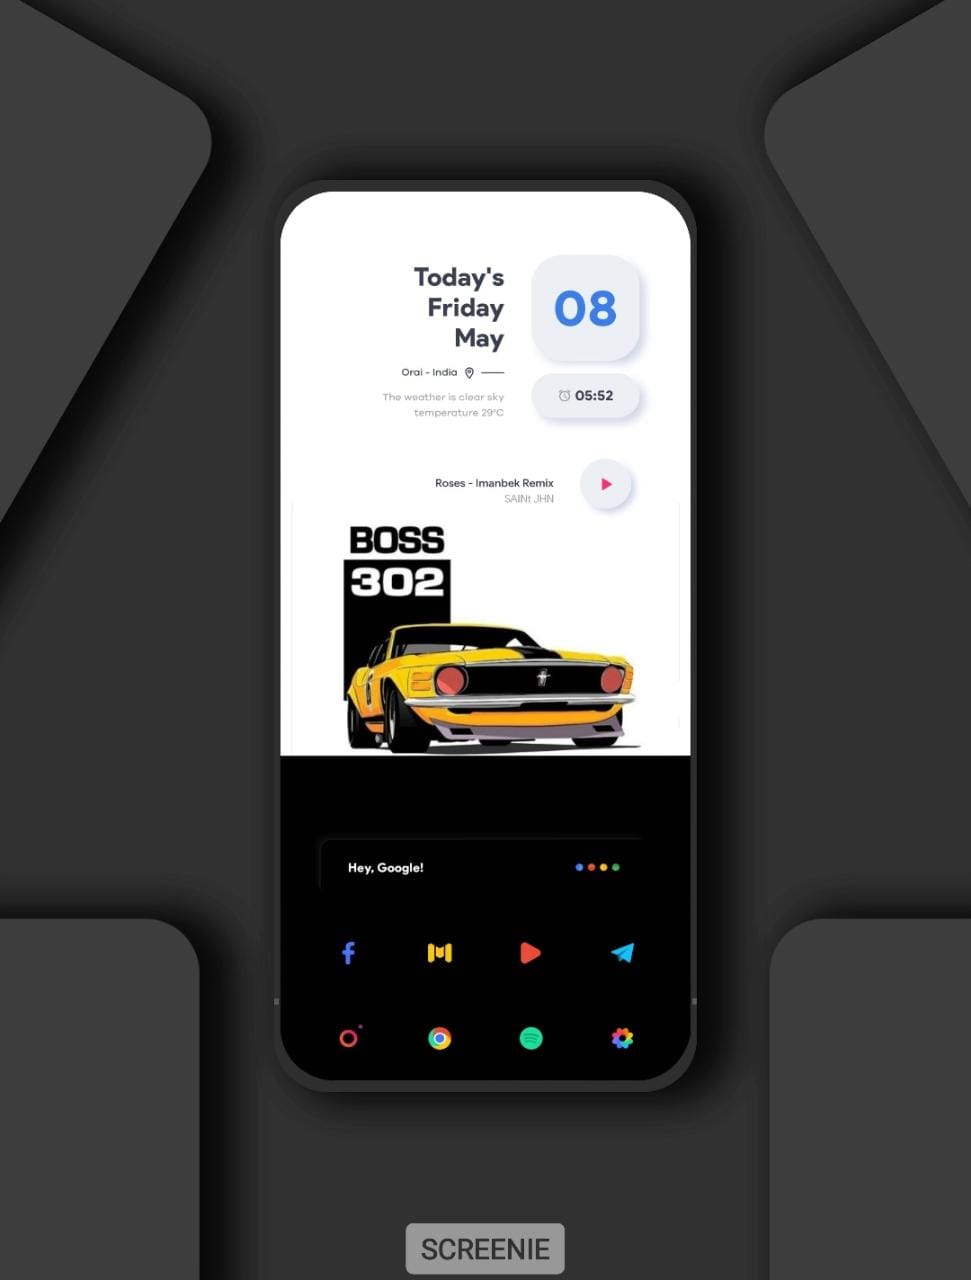 Today's
Friday
May
08
Orai - India
The weather is clear sky
temperature 29°C
05:52
Roses - Imanbek Remix
SAINt JHN
BOSS
302
Hey, Google!
SCREENIE